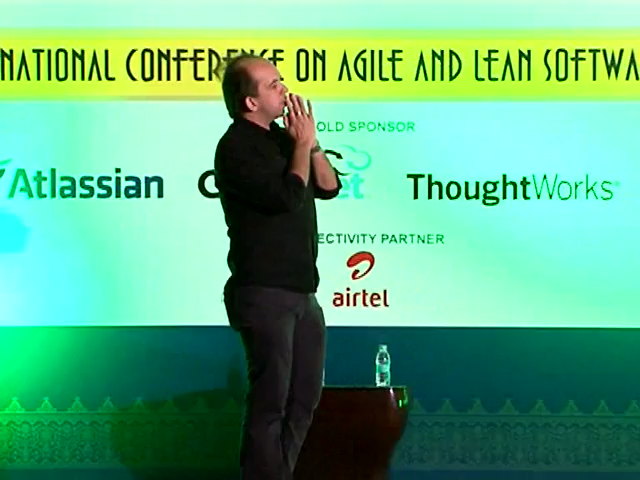 NATIONAL CONFERENCE ON AGILE AND LEAN SOFTWA
OLD SPONSOR
Atlassian
ThoughtWorks
ECTIVITY PARTNER
airtel